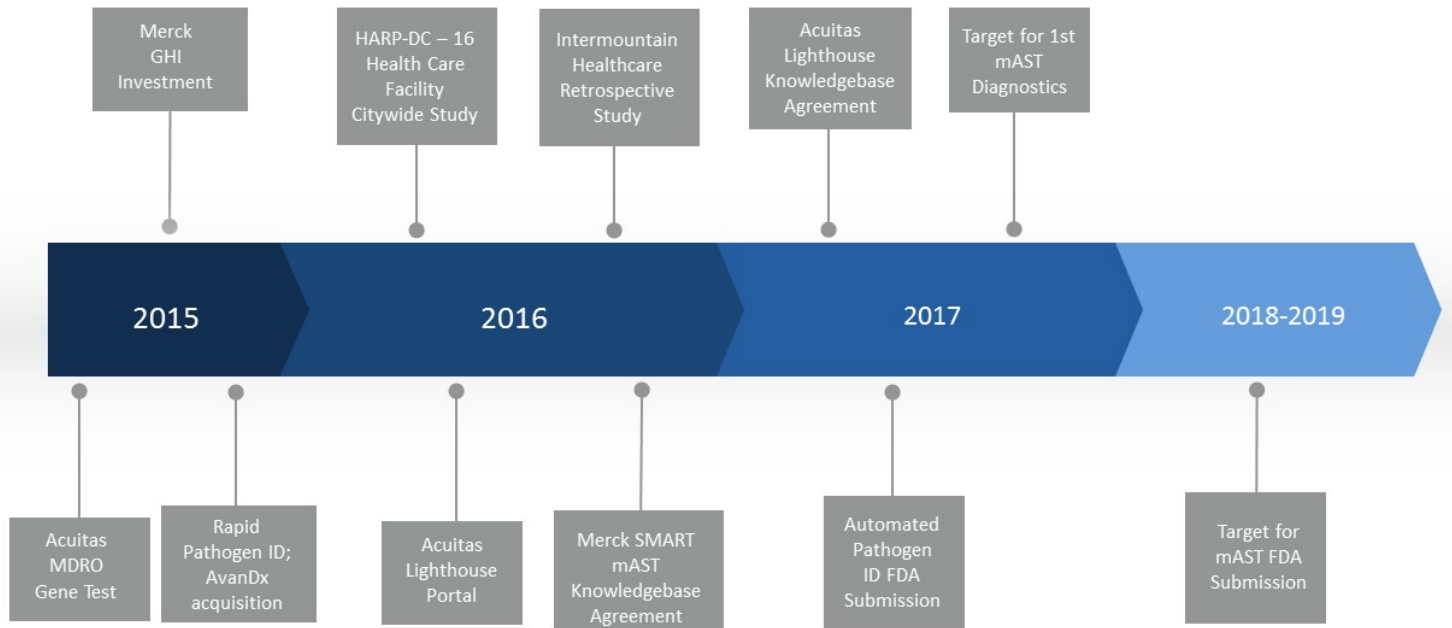 Merck
GHI
Investment
HARP-DC – 16
Health Care
Facility
Citywide Study
Intermountain
Healthcare
Retrospective
Study
Acuitas
Lighthouse
Knowledgebase
Agreement
Target for 1st
mAST
Diagnostics
2015
2016
2017
2018-2019
Acuitas
MDRO
Gene Test
Rapid
Pathogen ID;
AvanDx
acquisition
Acuitas
Lighthouse
Portal
Merck SMART
mAST
Knowledgebase
Agreement
Automated
Pathogen
ID FDA
Submission
Target for
mAST FDA
Submission